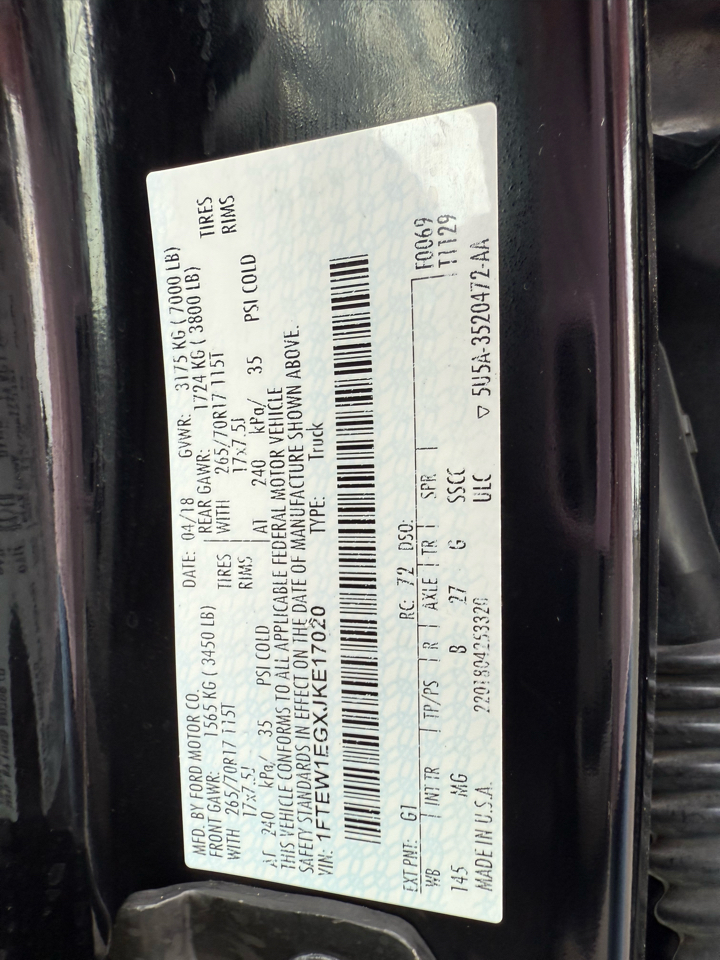 MFD. BY FORD MOTOR CO.
DATE: 04/18 GVWR: 3175 KG ( 7000 LB)
FRONT GAWR: 1565 KG ( 3450 LB) REAR GAWR: 1724 KG ( 3800 LB)
WITH 265/70R17 115T TIRES WITH 265/70R17 115T TIRES
17x7.5J RIMS 17x7.5J RIMS
AT 240 kPa/ 35 PSI COLD AT 240 kPa/ 35 PSI COLD
THIS VEHICLE CONFORMS TO ALL APPLICABLE FEDERAL MOTOR VEHICLE
SAFETY STANDARDS IN EFFECT ON THE DATE OF MANUFACTURE SHOWN ABOVE.
VIN: 1FTEW1EGXJKE17020 TYPE: Truck
EXT PNT: G1 RC: 72 DSO: F0069
WB INT TR TP/PS R AXLE TR SPR T1129
145 MG B 27 G SSCC
MADE IN U.S.A. ULC
▽ 5U5A-3520472-AA